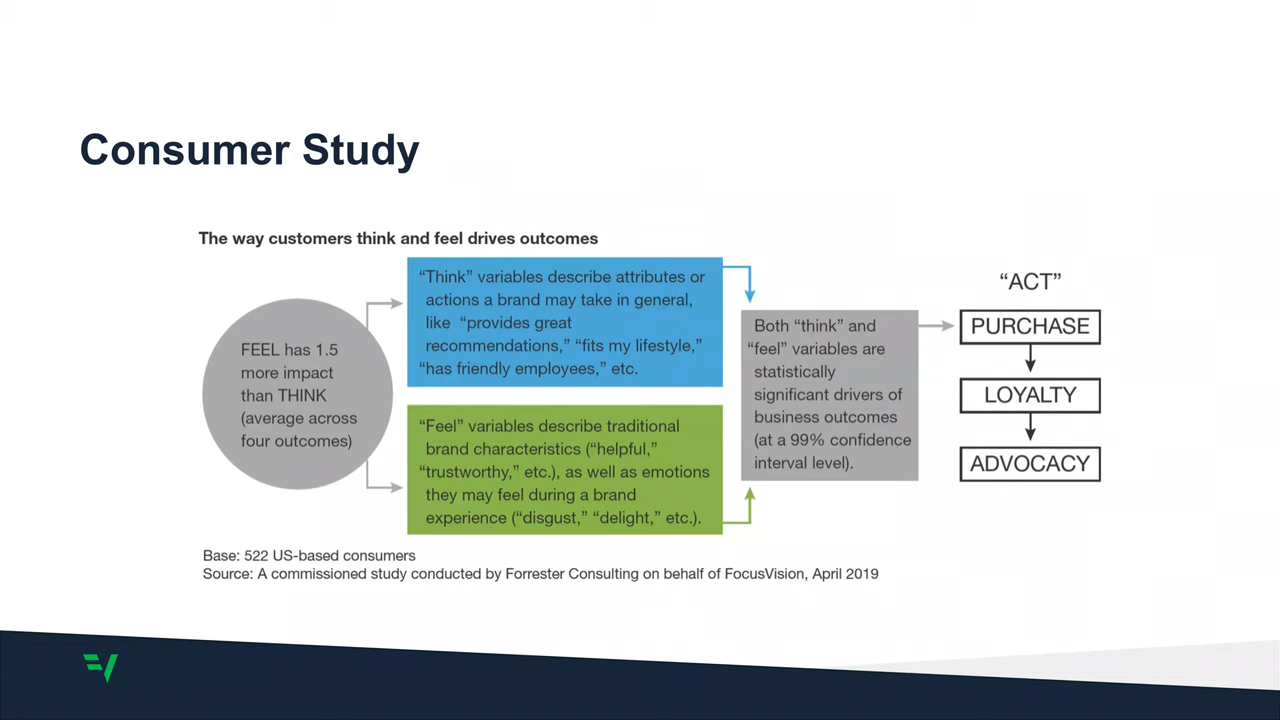 Consumer Study
The way customers think and feel drives outcomes
FEEL has 1.5
more impact
than THINK
(average across
four outcomes)
“Think” variables describe attributes or
actions a brand may take in general,
like “provides great
recommendations,” “fits my lifestyle,”
“has friendly employees,” etc.
“Feel” variables describe traditional
brand characteristics (“helpful,”
“trustworthy,” etc.), as well as emotions
they may feel during a brand
experience (“disgust,” “delight,” etc.).
Both “think” and
“feel” variables are
statistically
significant drivers of
business outcomes
(at a 99% confidence
interval level).
“ACT”
PURCHASE
LOYALTY
ADVOCACY
Base: 522 US-based consumers
Source: A commissioned study conducted by Forrester Consulting on behalf of FocusVision, April 2019